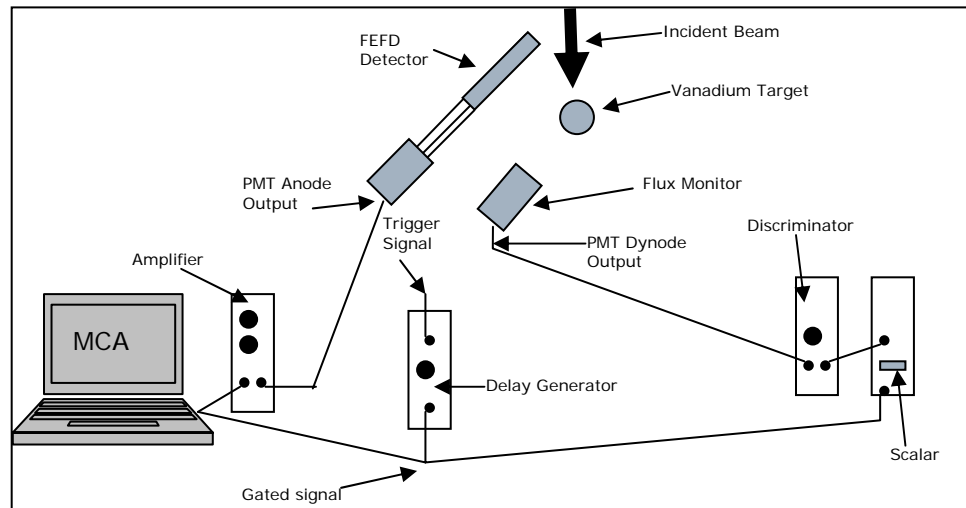 FEFD
Detector
Incident Beam
Vanadium Target
PMT Anode
Output
Flux Monitor
Trigger
Signal
PMT Dynode
Output
Discriminator
Amplifier
MCA
Delay Generator
Scalar
Gated signal